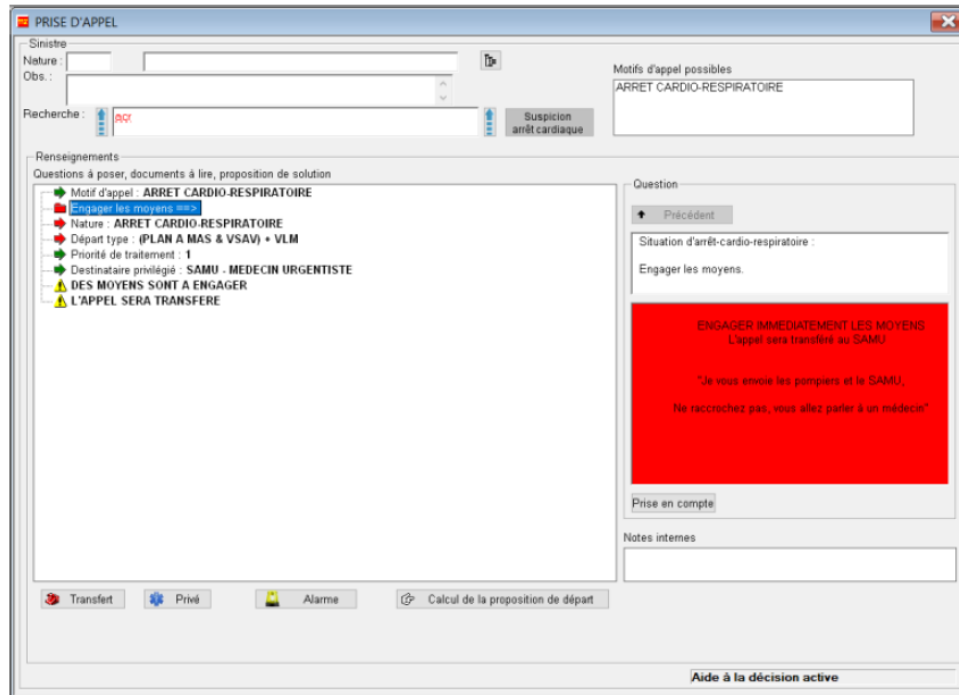 PRISE D'APPEL
Sinistre
Nature :
Obs. :
Recherche :
acr
Suspicion
arrêt cardiaque
Motifs d'appel possibles
ARRET CARDIO-RESPIRATOIRE
Renseignements
Questions à poser, documents à lire, proposition de solution
Motif d'appel : ARRET CARDIO-RESPIRATOIRE
Engager les moyens ==>
Nature : ARRET CARDIO-RESPIRATOIRE
Départ type : (PLAN A MAS & VSAV) + VLM
Priorité de traitement : 1
Destinataire privilégié : SAMU - MEDECIN URGENTISTE
DES MOYENS SONT A ENGAGER
L'APPEL SERA TRANSFERE
Question
Précédent
Situation d'arrêt-cardio-respiratoire :
Engager les moyens.
ENGAGER IMMEDIATEMENT LES MOYENS
L'appel sera transféré au SAMU
"Je vous envoie les pompiers et le SAMU,
Ne raccrochez pas, vous allez parler à un médecin"
Prise en compte
Notes internes
Transfert
Privé
Alarme
Calcul de la proposition de départ
Aide à la décision active